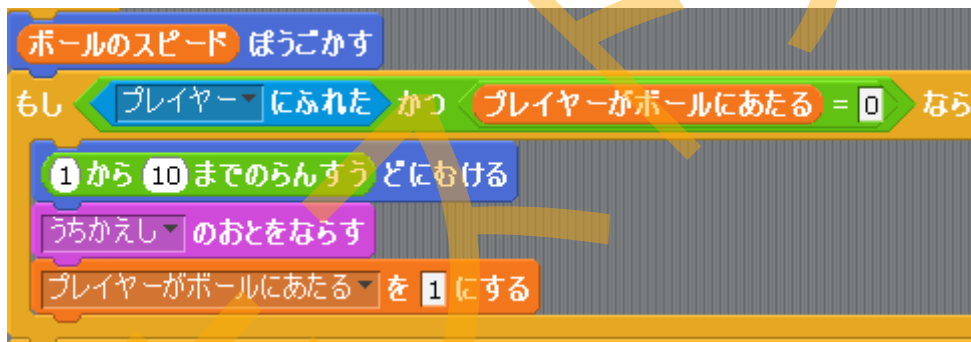 ボールのスピード ぽうごかす
もし プレイヤー にふれた かつ プレイヤーがボールにあたる = 0 なら
1 から 10 までのらんすう どにむける
うちかえし のおとをならす
プレイヤーがボールにあたる を 1 にする